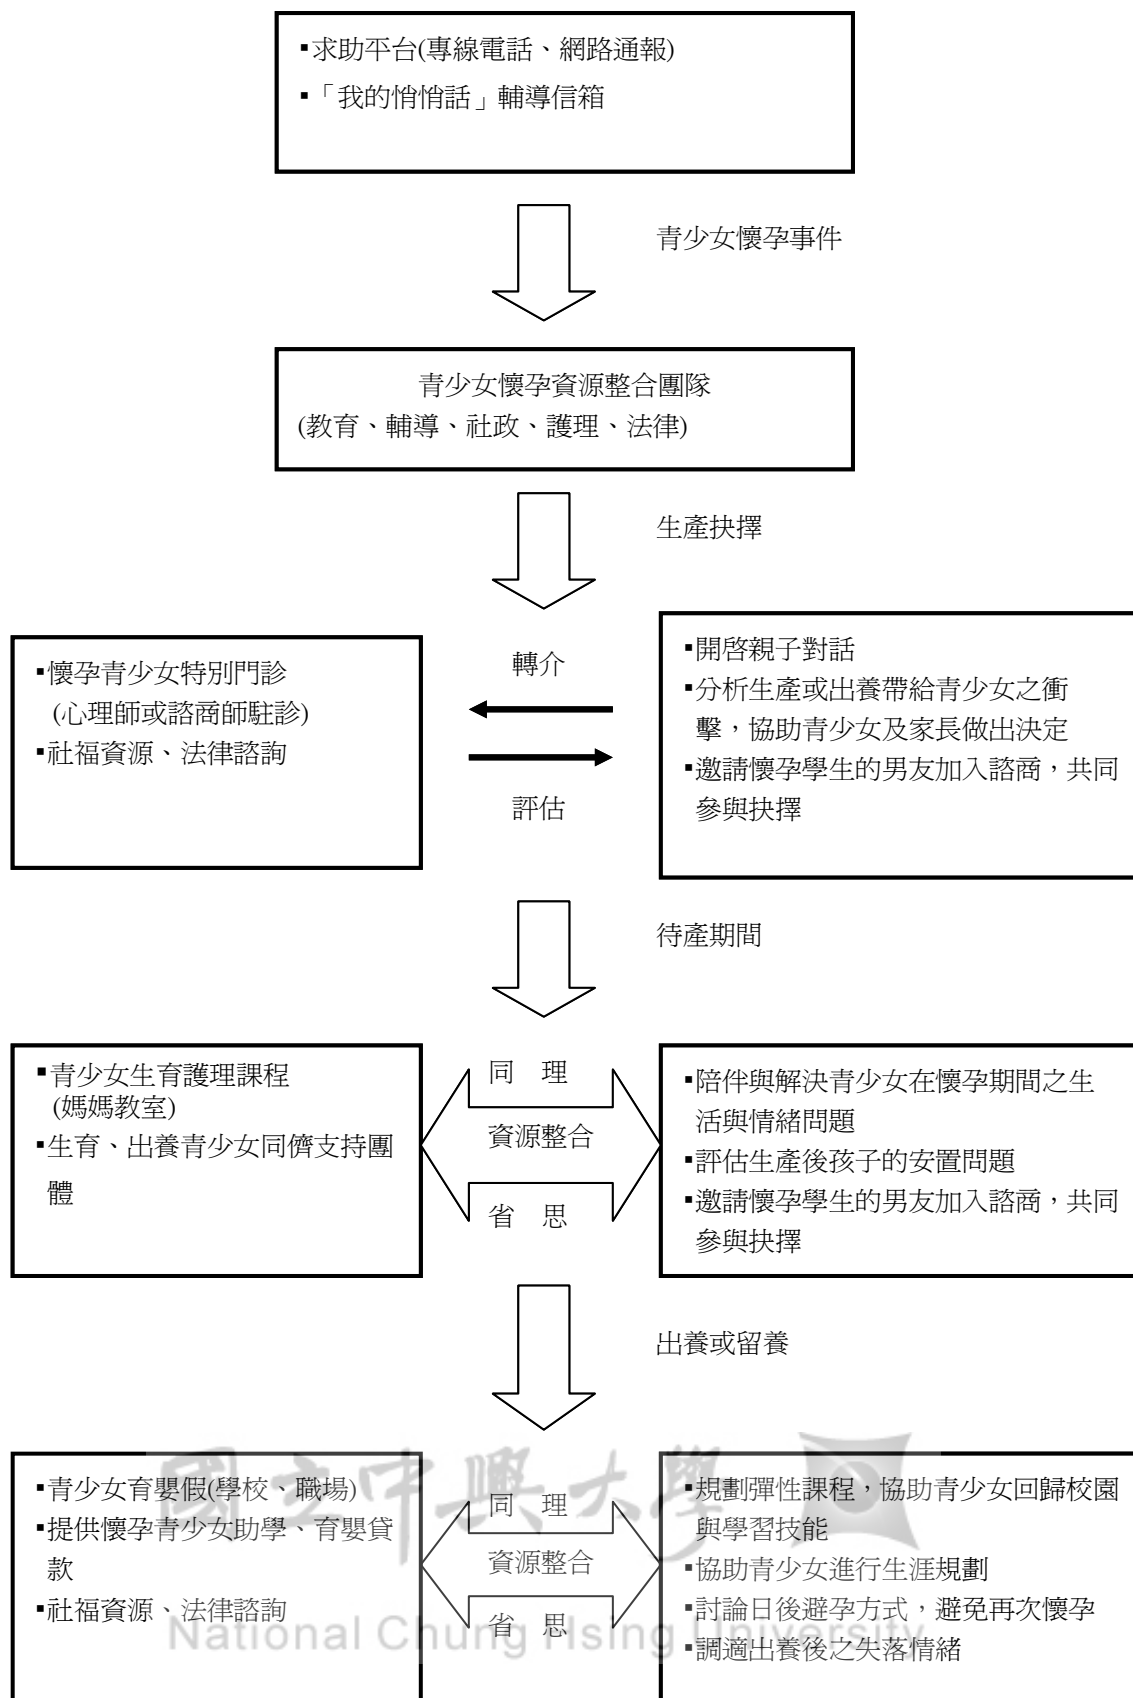 ▪求助平台(專線電話、網路通報)
▪「我的悄悄話」輔導信箱
青少女懷孕事件
青少女懷孕資源整合團隊
(教育、輔導、社政、護理、法律)
生產抉擇
▪懷孕青少女特別門診
(心理師或諮商師駐診)
▪社福資源、法律諮詢
轉介
評估
▪開啓親子對話
▪分析生產或出養帶給青少女之衝
擊，協助青少女及家長做出決定
▪邀請懷孕學生的男友加入諮商，共同
參與抉擇
待產期間
▪青少女生育護理課程
(媽媽教室)
▪生育、出養青少女同儕支持團
體
同 理
資源整合
省 思
▪陪伴與解決青少女在懷孕期間之生
活與情緒問題
▪評估生產後孩子的安置問題
▪邀請懷孕學生的男友加入諮商，共同
參與抉擇
出養或留養
▪青少女育嬰假(學校、職場)
▪提供懷孕青少女助學、育嬰貸
款
▪社福資源、法律諮詢
同 理
資源整合
省 思
▪規劃彈性課程，協助青少女回歸校園
與學習技能
▪協助青少女進行生涯規劃
▪討論日後避孕方式，避免再次懷孕
▪調適出養後之失落情緒
國立中興大學
National Chung Hsing University